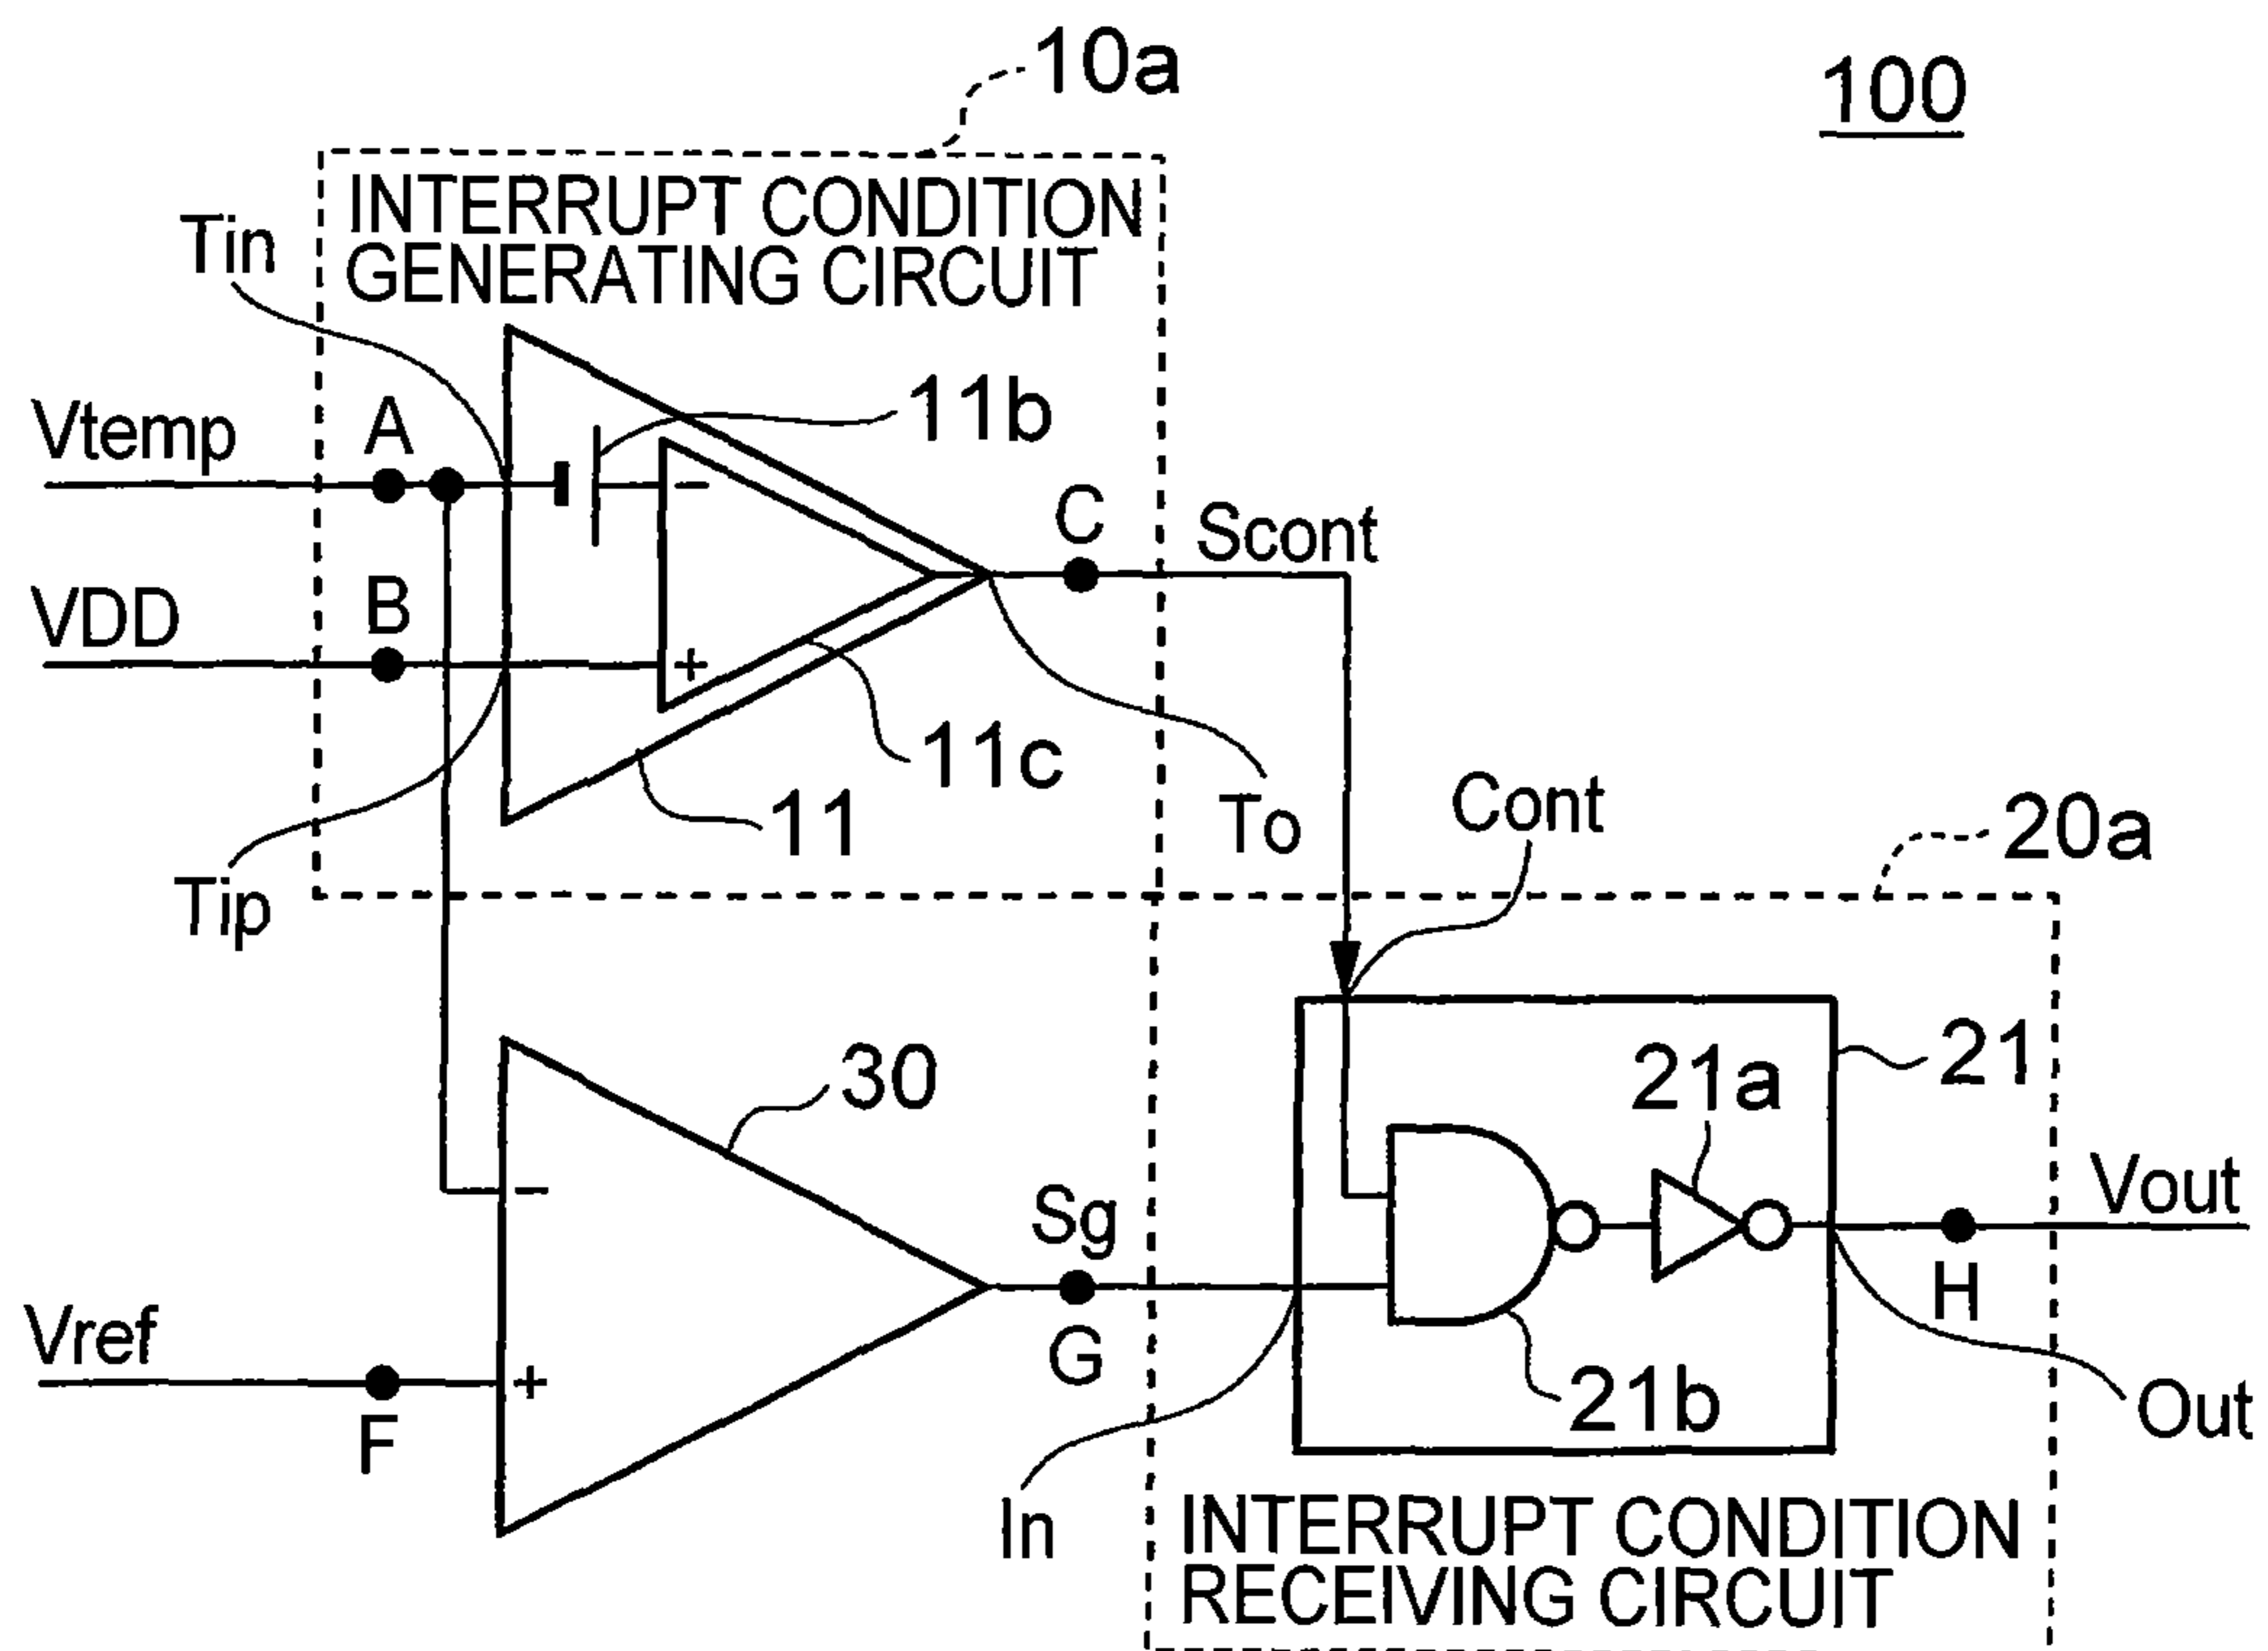 10a
100
INTERRUPT CONDITION
GENERATING CIRCUIT
Tin
11b
Vtemp
A
-
C
Scont
VDD
B
+
11c
11
To
Cont
20a
Tip
30
21
21a
-
Sg
Vout
H
Vref
G
+
F
21b
Out
In
INTERRUPT CONDITION
RECEIVING CIRCUIT